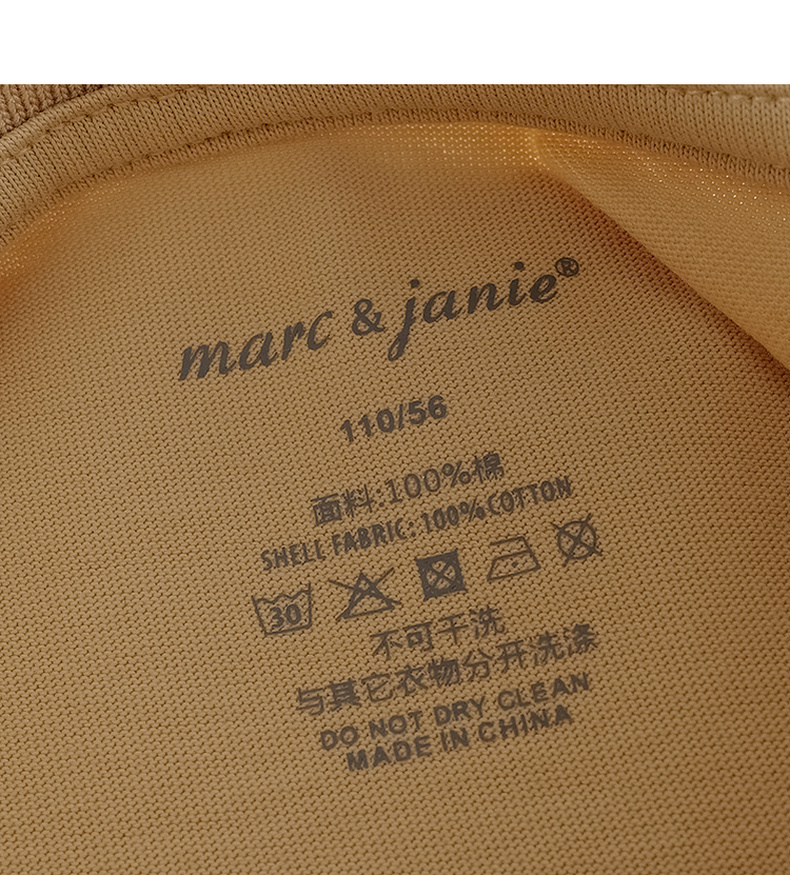 marc & janie®
110/56
面料:100%棉
SHELL FABRIC: 100%COTTON
30
不可干洗
与其它衣物分开洗涤
DO NOT DRY CLEAN
MADE IN CHINA